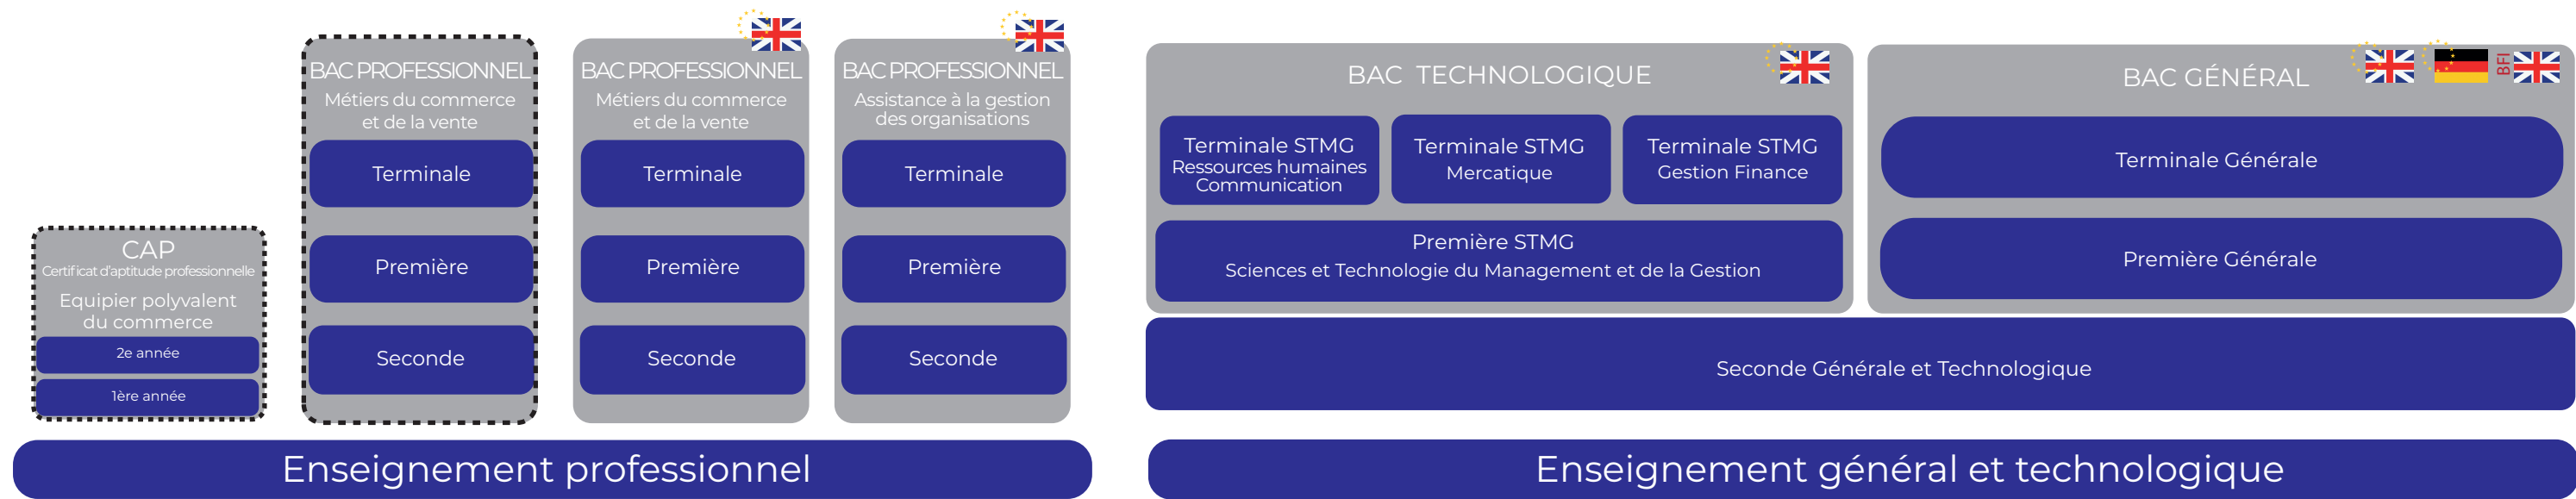 CAP
Certificat d'aptitude professionnelle
Equipier polyvalent
du commerce
2e année
1ère année
BAC PROFESSIONNEL
Métiers du commerce
et de la vente
Terminale
Première
Seconde
BAC PROFESSIONNEL
Métiers du commerce
et de la vente
Terminale
Première
Seconde
BAC PROFESSIONNEL
Assistance à la gestion
des organisations
Terminale
Première
Seconde
Enseignement professionnel
BAC TECHNOLOGIQUE
Terminale STMG
Ressources humaines
Communication
Terminale STMG
Mercatique
Terminale STMG
Gestion Finance
Première STMG
Sciences et Technologie du Management et de la Gestion
BAC GÉNÉRAL
BFI
Terminale Générale
Première Générale
Seconde Générale et Technologique
Enseignement général et technologique